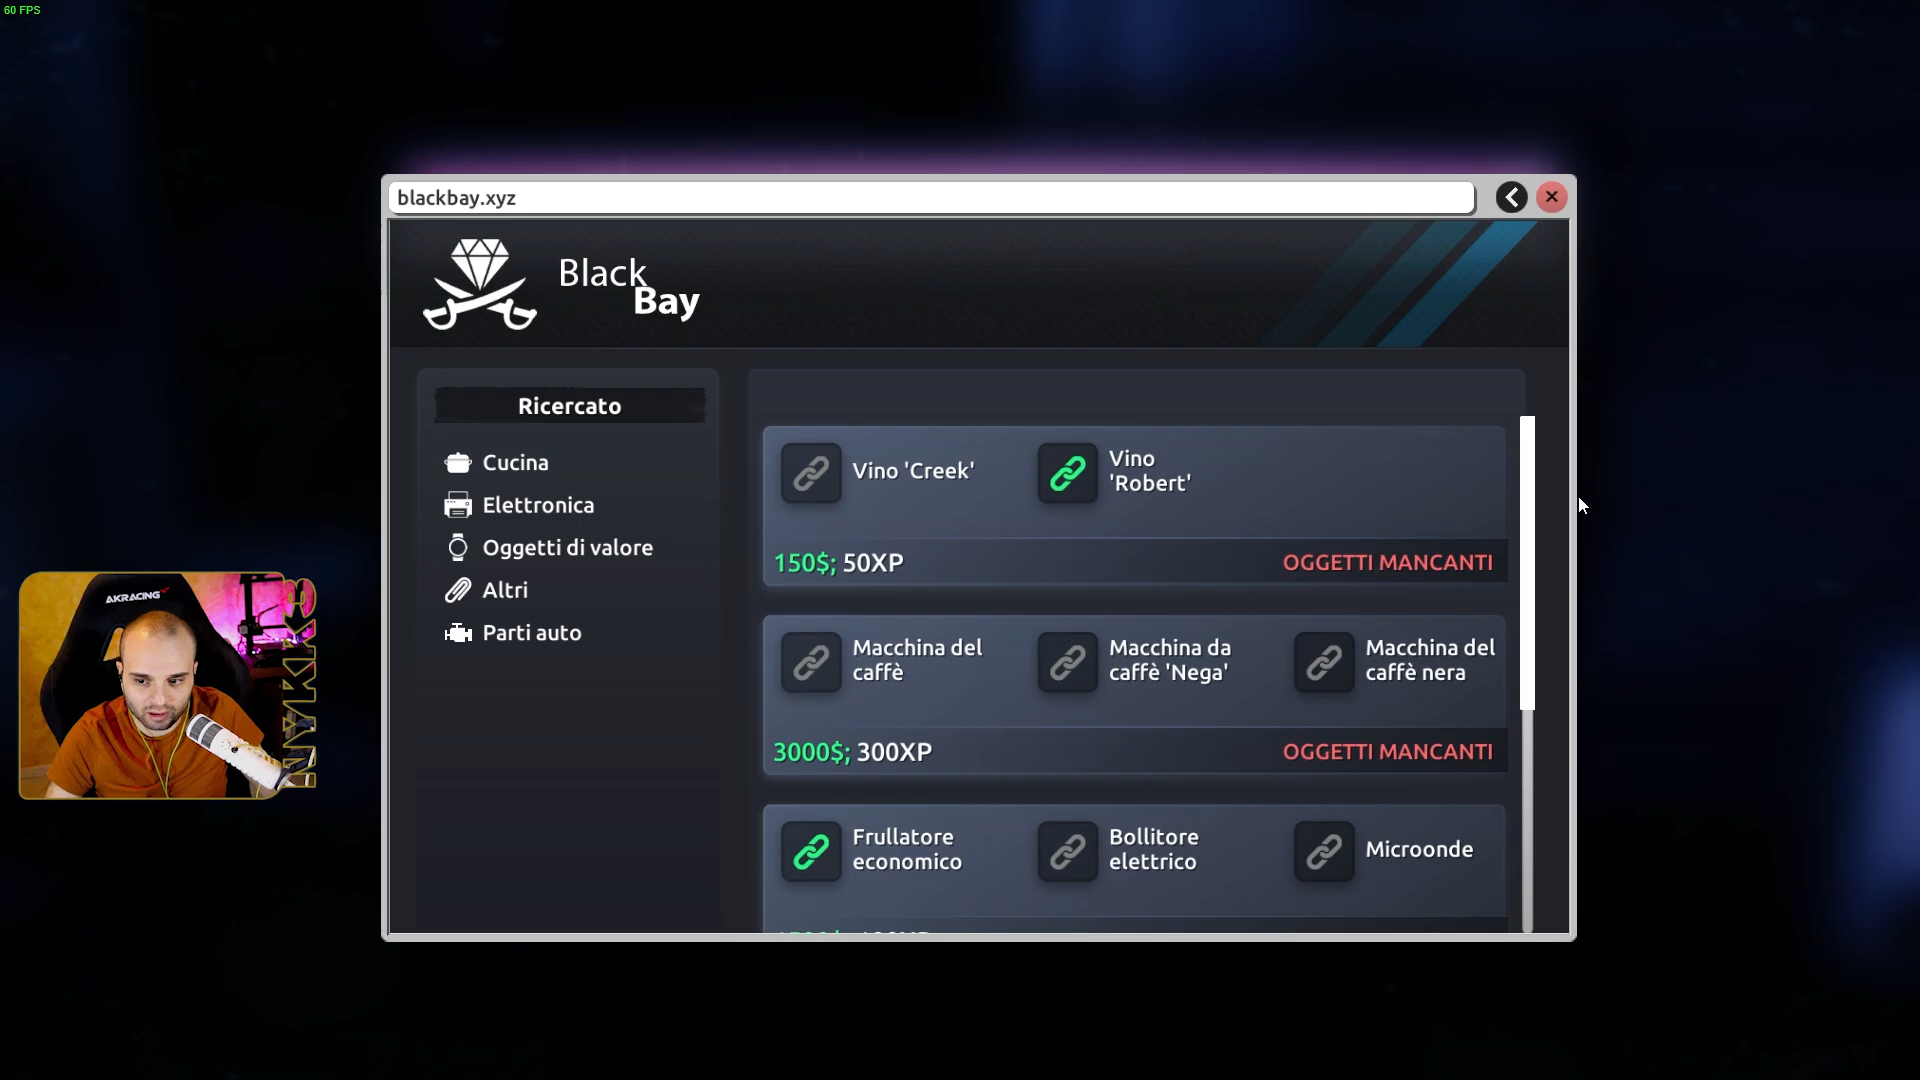 60 FPS
blackbay.xyz
Black
Bay
Ricercato
Cucina
Elettronica
Oggetti di valore
Altri
Parti auto
Vino 'Creek'
Vino
'Robert'
150$; 50XP
OGGETTI MANCANTI
Macchina del
caffè
Macchina da
caffè 'Nega'
Macchina del
caffè nera
3000$; 300XP
OGGETTI MANCANTI
Frullatore
economico
Bollitore
elettrico
Microonde
AKRACING
NYKK3